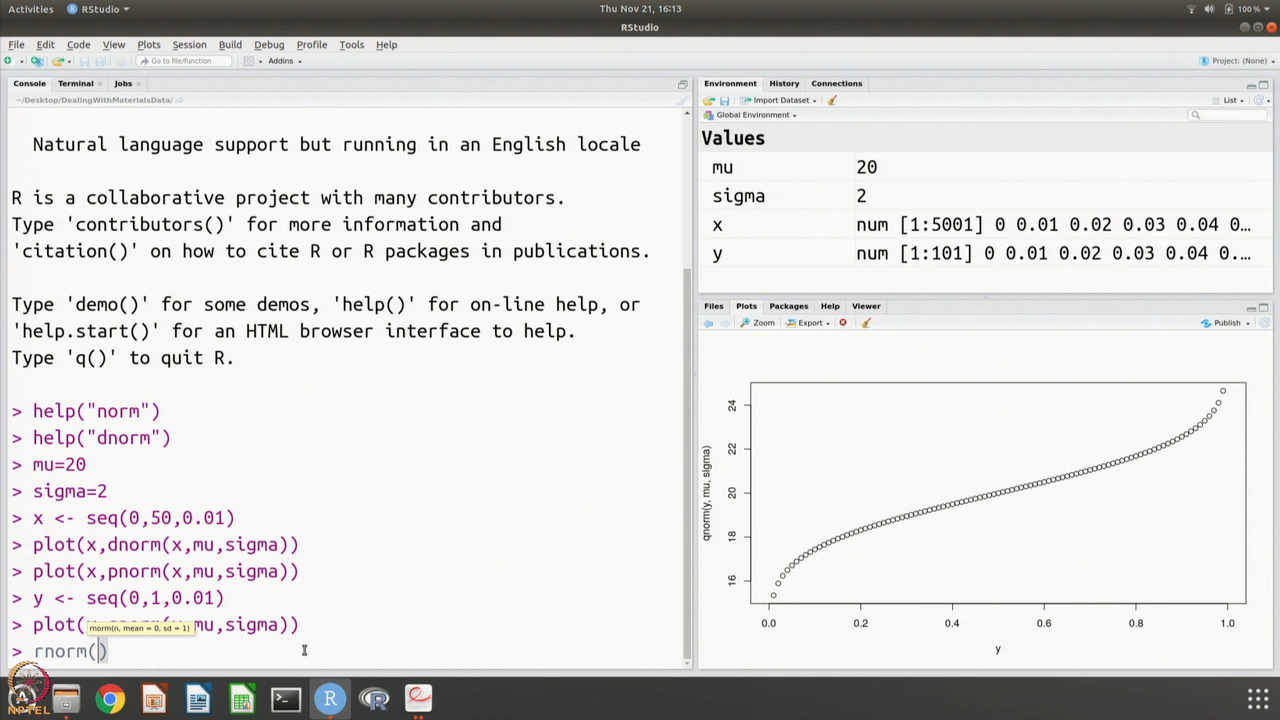 Activities RStudio Thu Nov 21, 16:13 100 %
RStudio
File Edit Code View Plots Session Build Debug Profile Tools Help
Go to file/function Addins Project: (None)
Console Terminal Jobs
~/Desktop/DealingWithMaterialsData/
Natural language support but running in an English locale
R is a collaborative project with many contributors.
Type 'contributors()' for more information and
'citation()' on how to cite R or R packages in publications.
Type 'demo()' for some demos, 'help()' for on-line help, or
'help.start()' for an HTML browser interface to help.
Type 'q()' to quit R.
> help("norm")
> help("dnorm")
> mu=20
> sigma=2
> x <- seq(0,50,0.01)
> plot(x,dnorm(x,mu,sigma))
> plot(x,pnorm(x,mu,sigma))
> y <- seq(0,1,0.01)
> plot( mu,sigma))
rnorm(n, mean = 0, sd = 1)
> rnorm()
Environment History Connections
Import Dataset List
Global Environment
Values
mu 20
sigma 2
x num [1:5001] 0 0.01 0.02 0.03 0.04 0…
y num [1:101] 0 0.01 0.02 0.03 0.04 0.…
Files Plots Packages Help Viewer
Zoom Export Publish
qnorm(y, mu, sigma)
24
22
20
18
16
0.0 0.2 0.4 0.6 0.8 1.0
y
NPTEL